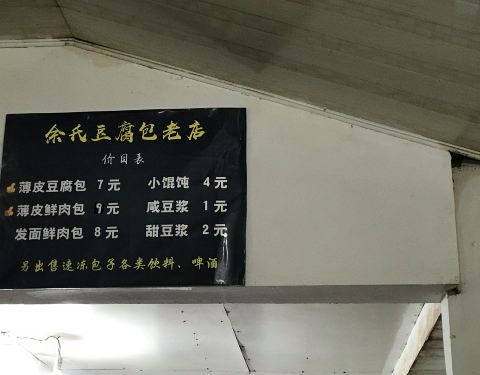 余氏豆腐包老店
价目表
薄皮豆腐包 7元 小馄饨 4元
薄皮鲜肉包 9元 咸豆浆 1元
发面鲜肉包 8元 甜豆浆 2元
另出售速冻包子各类饮料、啤酒